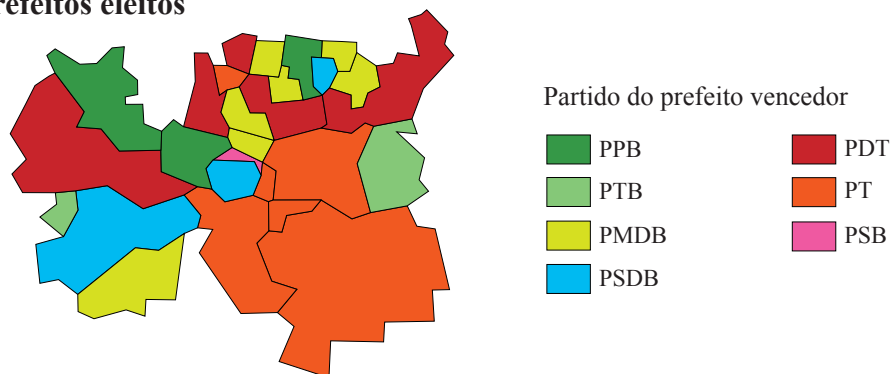 refeitos eleitos
Partido do prefeito vencedor
PPB
PDT
PTB
PT
PMDB
PSB
PSDB